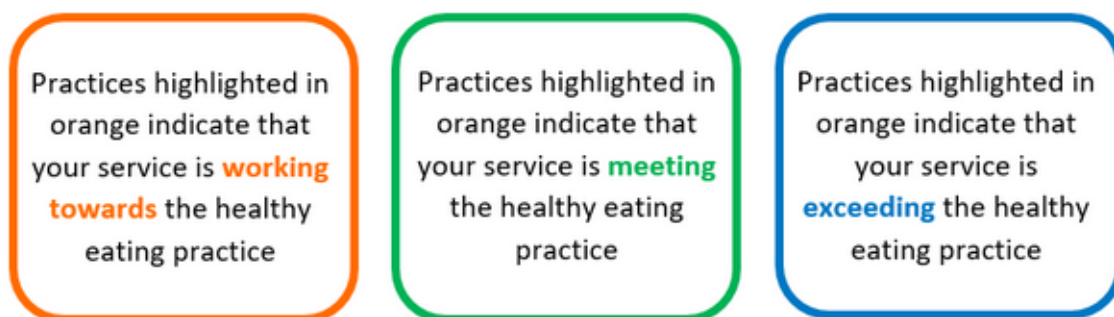 Practices highlighted in
orange indicate that
your service is working
towards the healthy
eating practice
Practices highlighted in
orange indicate that
your service is meeting
the healthy eating
practice
Practices highlighted in
orange indicate that
your service is
exceeding the healthy
eating practice